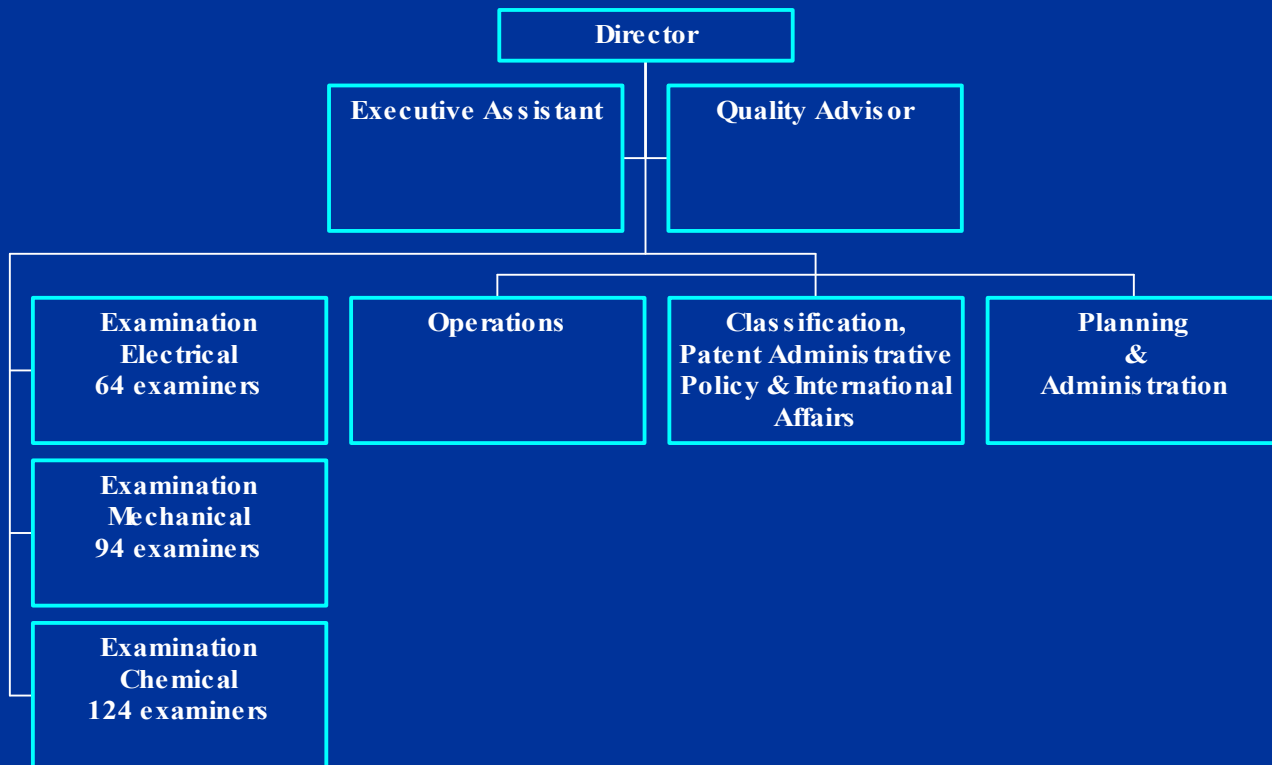 Director
Executive Assistant
Quality Advisor
Examination
Electrical
64 examiners
Operations
Classification,
Patent Administrative
Policy & International
Affairs
Planning
&
Administration
Examination
Mechanical
94 examiners
Examination
Chemical
124 examiners